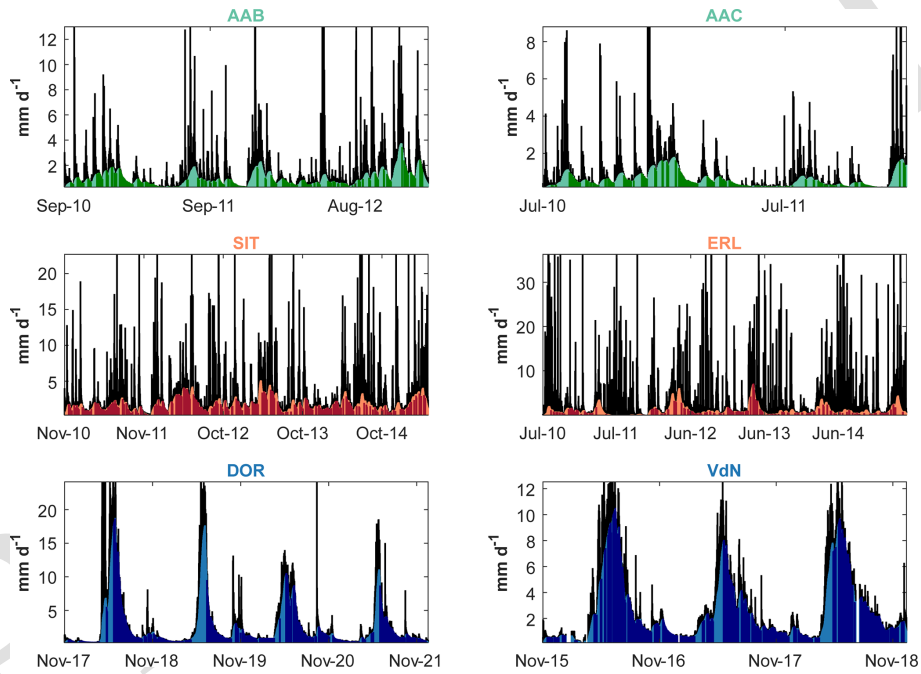 AAB
mm d-1
12
10
8
6
4
2
Sep-10 Sep-11 Aug-12
AAC
mm d-1
8
6
4
2
Jul-10 Jul-11
SIT
mm d-1
20
15
10
5
Nov-10 Nov-11 Oct-12 Oct-13 Oct-14
ERL
mm d-1
30
20
10
Jul-10 Jul-11 Jun-12 Jun-13 Jun-14
DOR
mm d-1
20
15
10
5
Nov-17 Nov-18 Nov-19 Nov-20 Nov-21
VdN
mm d-1
12
10
8
6
4
2
Nov-15 Nov-16 Nov-17 Nov-18